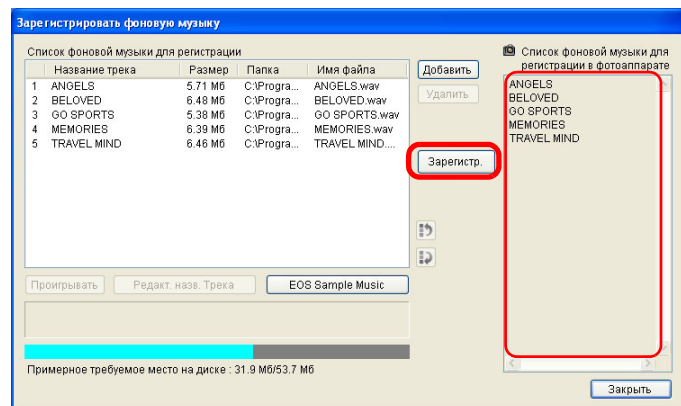 Зарегистрировать фоновую музыку
Список фоновой музыки для регистрации
Название трека Размер Папка Имя файла
1 ANGELS 5.71 Мб C:\Progra... ANGELS.wav
2 BELOVED 6.48 Мб C:\Progra... BELOVED.wav
3 GO SPORTS 5.38 Мб C:\Progra... GO SPORTS.wav
4 MEMORIES 6.39 Мб C:\Progra... MEMORIES.wav
5 TRAVEL MIND 6.46 Мб C:\Progra... TRAVEL MIND....
Добавить
Удалить
Зарегистр.
Список фоновой музыки для
регистрации в фотоаппарате
ANGELS
BELOVED
GO SPORTS
MEMORIES
TRAVEL MIND
Проигрывать Редакт. назв. Трека EOS Sample Music
Примерное требуемое место на диске : 31.9 Мб/53.7 Мб
Закрыть